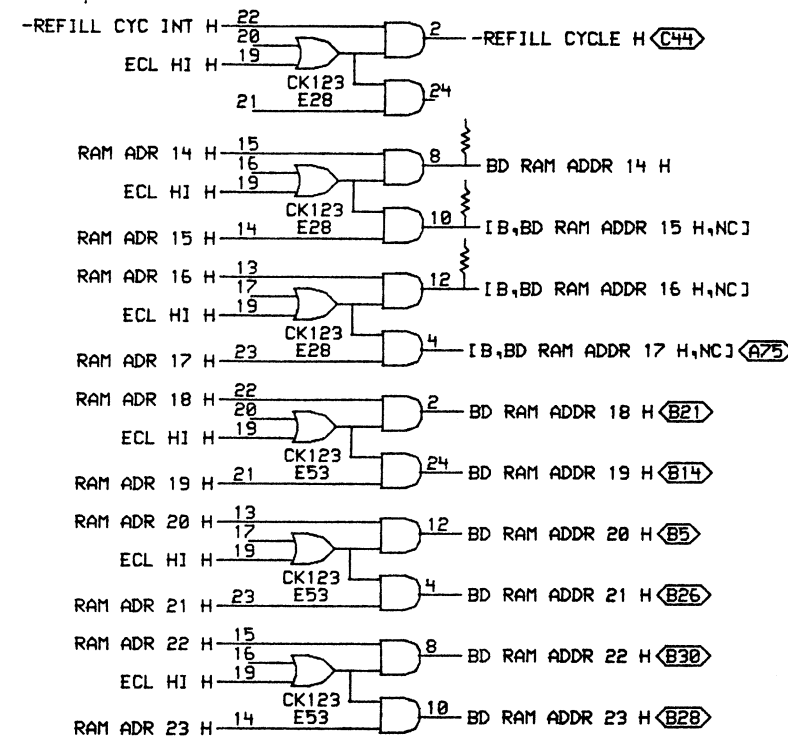 -REFILL CYC INT H 22
20
ECL HI H 19
2 -REFILL CYCLE H C44
CK123
E28
21
24
RAM ADR 14 H 15
16
ECL HI H 19
8 BD RAM ADDR 14 H
CK123
E28
RAM ADR 15 H 14
10 [B,BD RAM ADDR 15 H,NC]
RAM ADR 16 H 13
17
ECL HI H 19
12 [B,BD RAM ADDR 16 H,NC]
CK123
E28
RAM ADR 17 H 23
4 [B,BD RAM ADDR 17 H,NC] A75
RAM ADR 18 H 22
20
ECL HI H 19
2 BD RAM ADDR 18 H B21
CK123
E53
RAM ADR 19 H 21
24 BD RAM ADDR 19 H B14
RAM ADR 20 H 13
17
ECL HI H 19
12 BD RAM ADDR 20 H B5
CK123
E53
RAM ADR 21 H 23
4 BD RAM ADDR 21 H B26
RAM ADR 22 H 15
16
ECL HI H 19
8 BD RAM ADDR 22 H B30
CK123
E53
RAM ADR 23 H 14
10 BD RAM ADDR 23 H B28